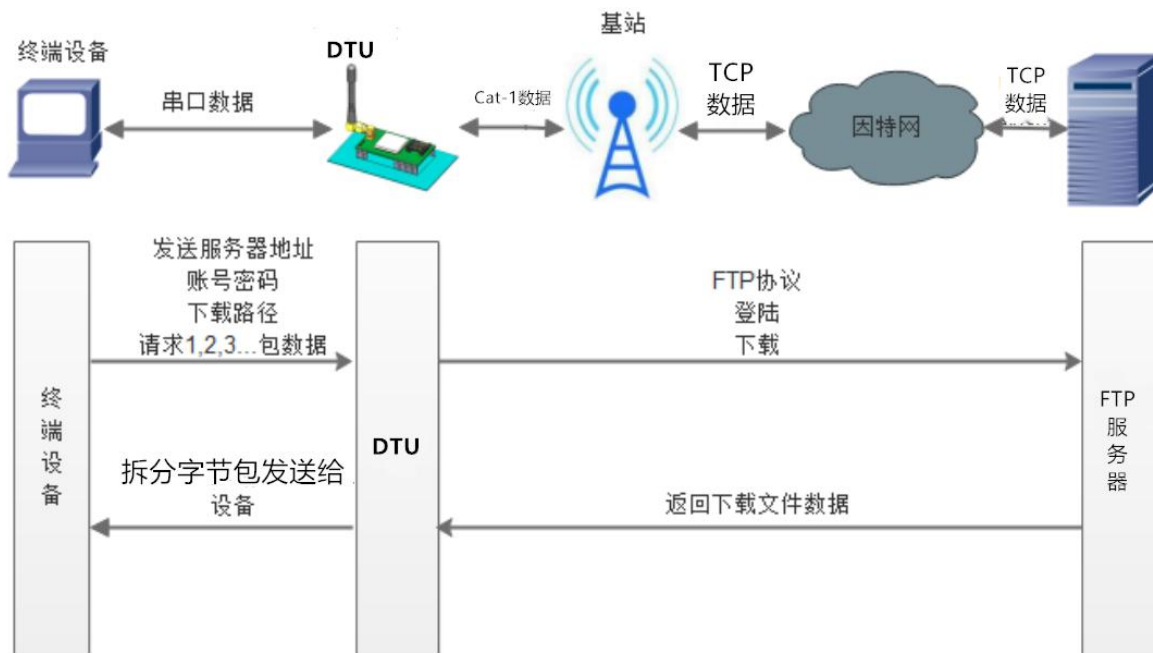 基站
终端设备
DTU
串口数据
Cat-1数据
TCP
数据
因特网
TCP
数据
发送服务器地址
账号密码
下载路径
请求1,2,3...包数据
FTP协议
登陆
下载
终
端
设
备
DTU
FTP
服
务
器
拆分字节包发送给
设备
返回下载文件数据